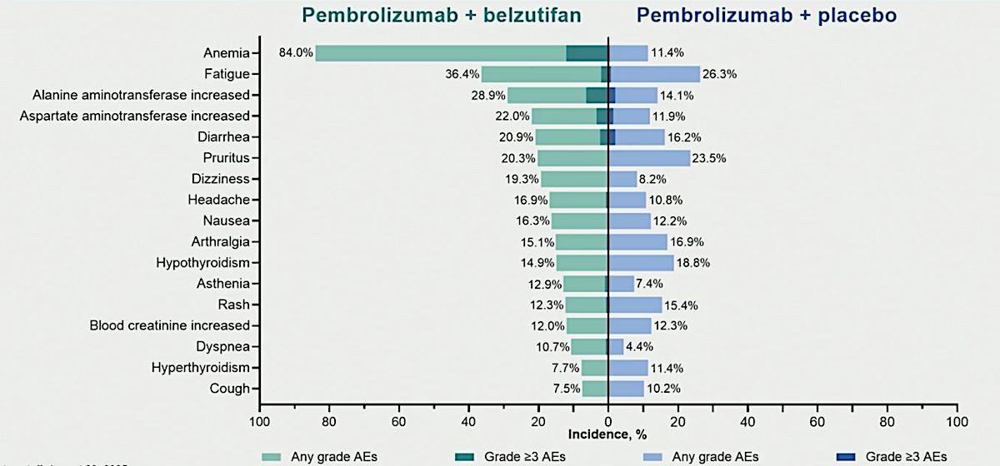 Pembrolizumab + belzutifan Pembrolizumab + placebo
Anemia 84.0% 11.4%
Fatigue 36.4% 26.3%
Alanine aminotransferase increased 28.9% 14.1%
Aspartate aminotransferase increased 22.0% 11.9%
Diarrhea 20.9% 16.2%
Pruritus 20.3% 23.5%
Dizziness 19.3% 8.2%
Headache 16.9% 10.8%
Nausea 16.3% 12.2%
Arthralgia 15.1% 16.9%
Hypothyroidism 14.9% 18.8%
Asthenia 12.9% 7.4%
Rash 12.3% 15.4%
Blood creatinine increased 12.0% 12.3%
Dyspnea 10.7% 4.4%
Hyperthyroidism 7.7% 11.4%
Cough 7.5% 10.2%
100 80 60 40 20 0 20 40 60 80 100
Incidence, %
Any grade AEs Grade ≥3 AEs Any grade AEs Grade ≥3 AEs